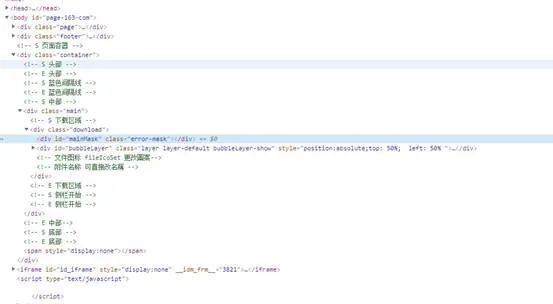 ▶<head>…</head>
▼<body id="page-163-com">
▶<div class="page">…</div>
▶<div class="footer">…</div>
<!-- S 页面容器 -->
▼<div class="container">
<!-- S 头部 -->
<!-- E 头部 -->
<!-- S 蓝色间隔线 -->
<!-- E 蓝色间隔线 -->
<!-- S 中部 -->
▼<div class="main">
<!-- S 下载区域 -->
▼<div class="download">
<div id="mainMask" class="error-mask"></div> == $0
▶<div id="bubbleLayer" class="layer layer-default bubbleLayer-show" style="position:absolute;top: 50%; left: 50% ">…</div>
<!-- 文件图标 fileIcoSet 更改图案-->
<!-- 附件名称 可直接改名稱 -->
</div>
<!-- E 下载区域 -->
<!-- S 侧栏开始 -->
<!-- E 侧栏开始 -->
</div>
<!-- E 中部-->
<!-- S 底部 -->
<!-- E 底部 -->
<span style="display:none"></span>
</div>
▶<iframe id="id_iframe" style="display:none" __idm_frm__="3821">…</iframe>
<script type="text/javascript">
</script>